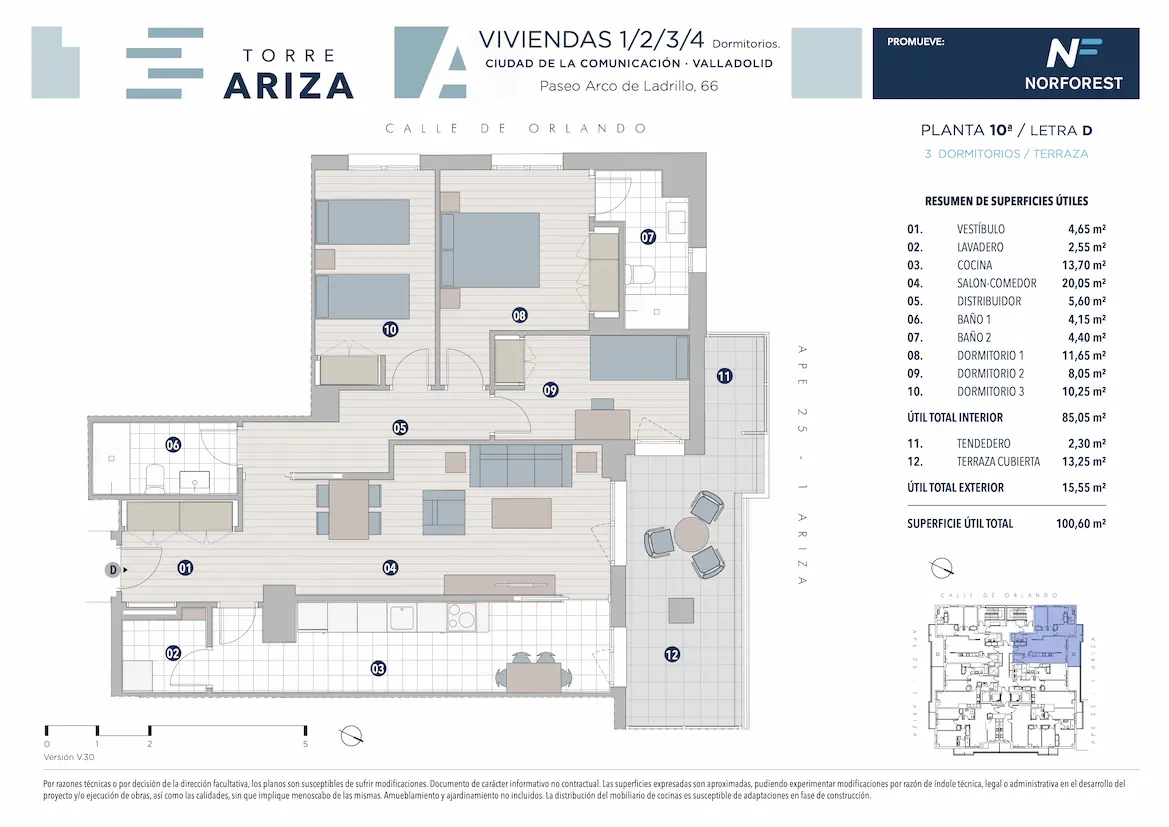 TORRE
ARIZA
A
VIVIENDAS 1/2/3/4 Dormitorios.
CIUDAD DE LA COMUNICACIÓN · VALLADOLID
Paseo Arco de Ladrillo, 66
PROMUEVE:
NF
NORFOREST
CALLE DE ORLANDO
PLANTA 10ª / LETRA D
3 DORMITORIOS / TERRAZA
RESUMEN DE SUPERFICIES ÚTILES
01. VESTÍBULO 4,65 m²
02. LAVADERO 2,55 m²
03. COCINA 13,70 m²
04. SALON-COMEDOR 20,05 m²
05. DISTRIBUIDOR 5,60 m²
06. BAÑO 1 4,15 m²
07. BAÑO 2 4,40 m²
08. DORMITORIO 1 11,65 m²
09. DORMITORIO 2 8,05 m²
10. DORMITORIO 3 10,25 m²
ÚTIL TOTAL INTERIOR 85,05 m²
11. TENDEDERO 2,30 m²
12. TERRAZA CUBIERTA 13,25 m²
ÚTIL TOTAL EXTERIOR 15,55 m²
SUPERFICIE ÚTIL TOTAL 100,60 m²
07
08
10
11
09
05
06
D
01
04
02
03
12
APE 25 - 1 ARIZA
CALLE DE ORLANDO
APE 25 - 1 ARIZA
0 1 2 5
Versión V.30
Por razones técnicas o por decisión de la dirección facultativa, los planos son susceptibles de sufrir modificaciones. Documento de carácter informativo no contractual. Las superficies expresadas son aproximadas, pudiendo experimentar modificaciones por razón de índole técnica, legal o administrativa en el desarrollo del
proyecto y/o ejecución de obras, así como las calidades, sin que implique menoscabo de las mismas. Amueblamiento y ajardinamiento no incluidos. La distribución del mobiliario de cocinas es susceptible de adaptaciones en fase de construcción.